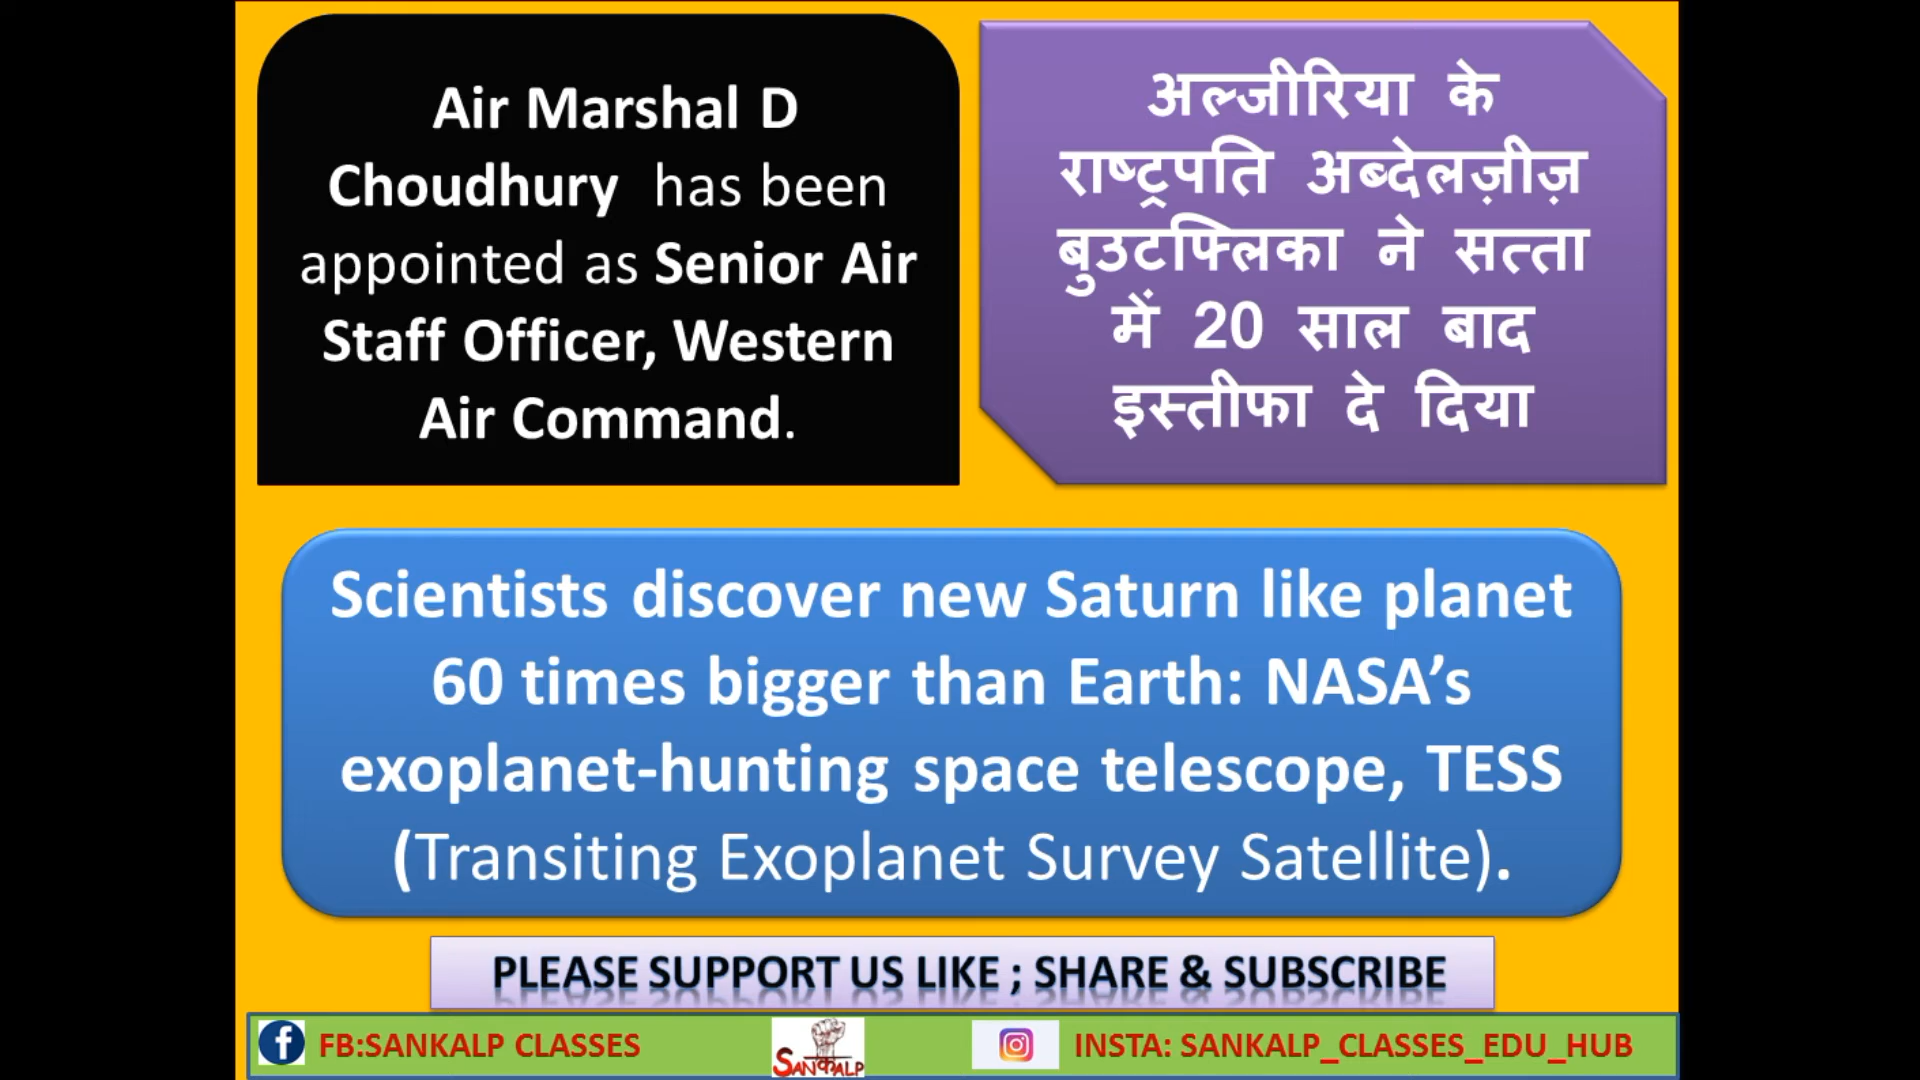 Air Marshal D
Choudhury has been
appointed as Senior Air
Staff Officer, Western
Air Command.
अल्जीरिया के
राष्ट्रपति अब्देलज़ीज़
बुउटफ्लिका ने सत्ता
में 20 साल बाद
इस्तीफा दे दिया
Scientists discover new Saturn like planet
60 times bigger than Earth: NASA’s
exoplanet-hunting space telescope, TESS
(Transiting Exoplanet Survey Satellite).
PLEASE SUPPORT US LIKE ; SHARE & SUBSCRIBE
FB:SANKALP CLASSES
SANKALP
INSTA: SANKALP_CLASSES_EDU_HUB